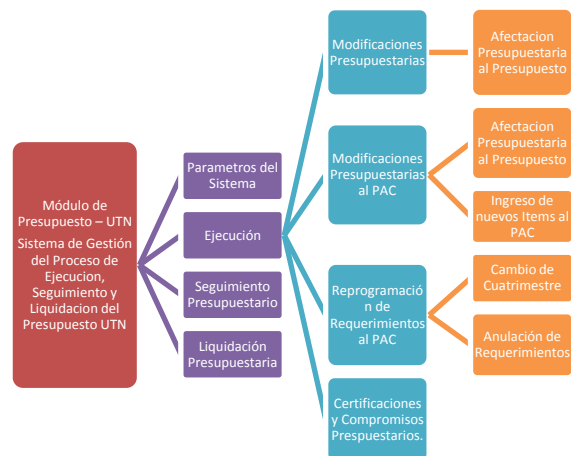 Módulo de
Presupuesto – UTN
Sistema de Gestión
del Proceso de
Ejecucion,
Seguimiento y
Liquidacion del
Presupuesto UTN
Parametros del
Sistema
Ejecución
Seguimiento
Presupuestario
Liquidación
Presupuestaria
Modificaciones
Presupuestarias
Modificaciones
Presupuestarias
al PAC
Reprogramació
n de
Requerimientos
al PAC
Certificaciones
y Compromisos
Prespuestarios.
Afectacion
Presupuestaria
al Presupuesto
Afectacion
Presupuestaria
al Presupuesto
Ingreso de
nuevos Items al
PAC
Cambio de
Cuatrimestre
Anulación de
Requerimientos